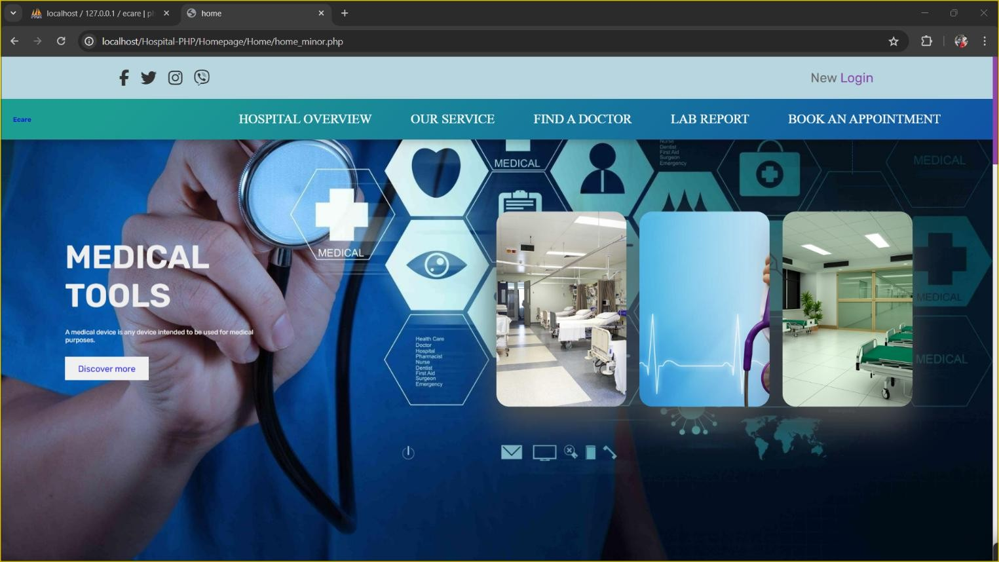 localhost / 127.0.0.1 / ecare | ph
home
localhost/Hospital-PHP/Homepage/Home/home_minor.php
New Login
Ecare
HOSPITAL OVERVIEW
OUR SERVICE
FIND A DOCTOR
LAB REPORT
BOOK AN APPOINTMENT
MEDICAL
Nurse
Dentist
First Aid
Surgeon
Emergency
MEDICAL
MEDICAL
MEDICAL
TOOLS
A medical device is any device intended to be used for medical
purposes.
Discover more
MEDICAL
Health Care
Doctor
Hospital
Pharmacist
Nurse
Dentist
First Aid
Surgeon
Emergency
MEDICAL